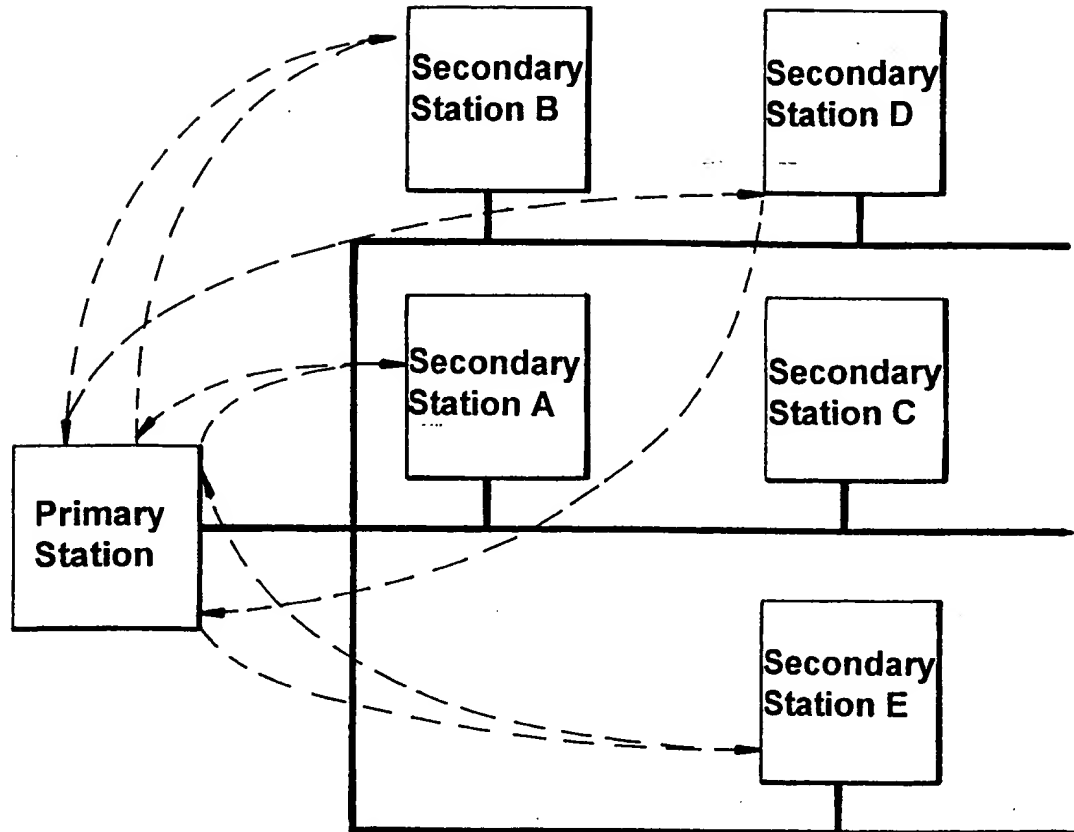 Secondary
Station B
Secondary
Station D
Secondary
Station A
Secondary
Station C
Primary
Station
Secondary
Station E